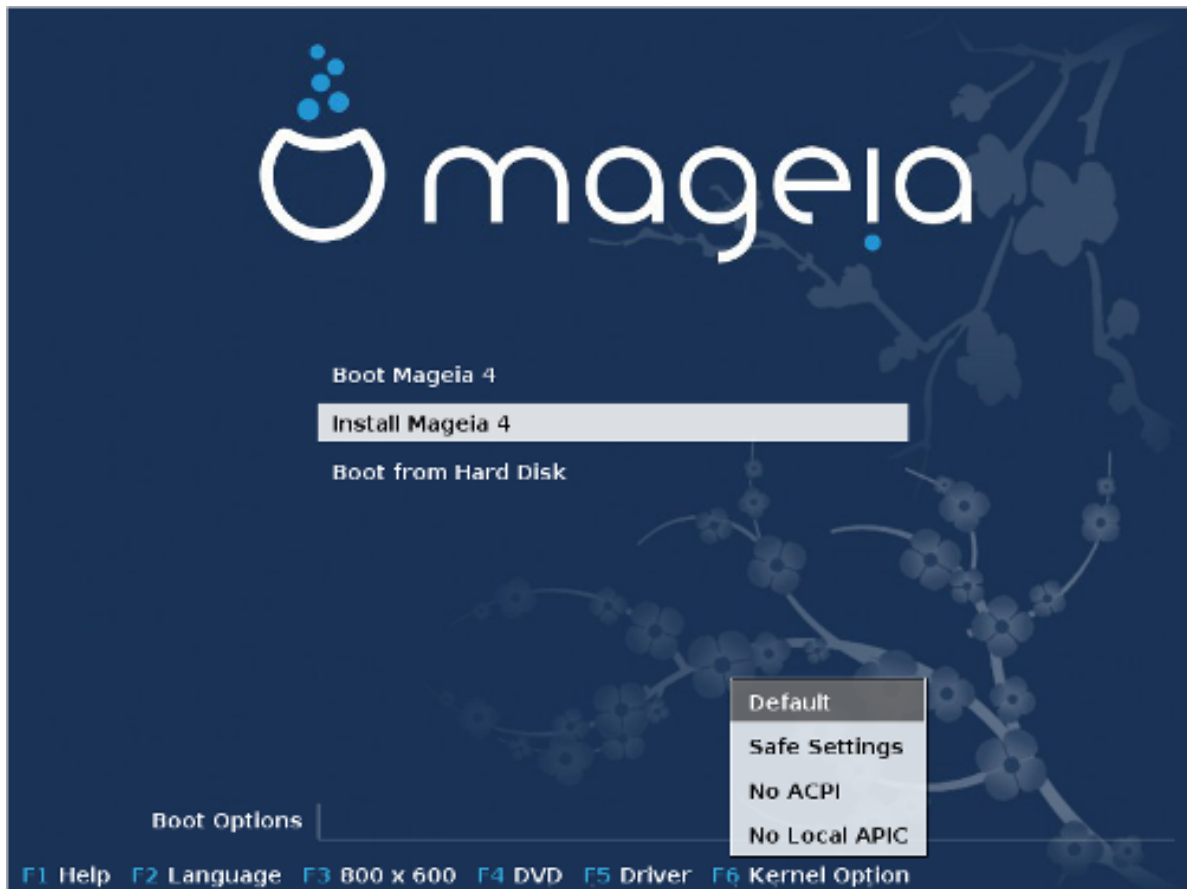 mageia
Boot Mageia 4
Install Mageia 4
Boot from Hard Disk
Default
Safe Settings
No ACPI
No Local APIC
Boot Options
F1 Help F2 Language F3 800 x 600 F4 DVD F5 Driver F6 Kernel Option